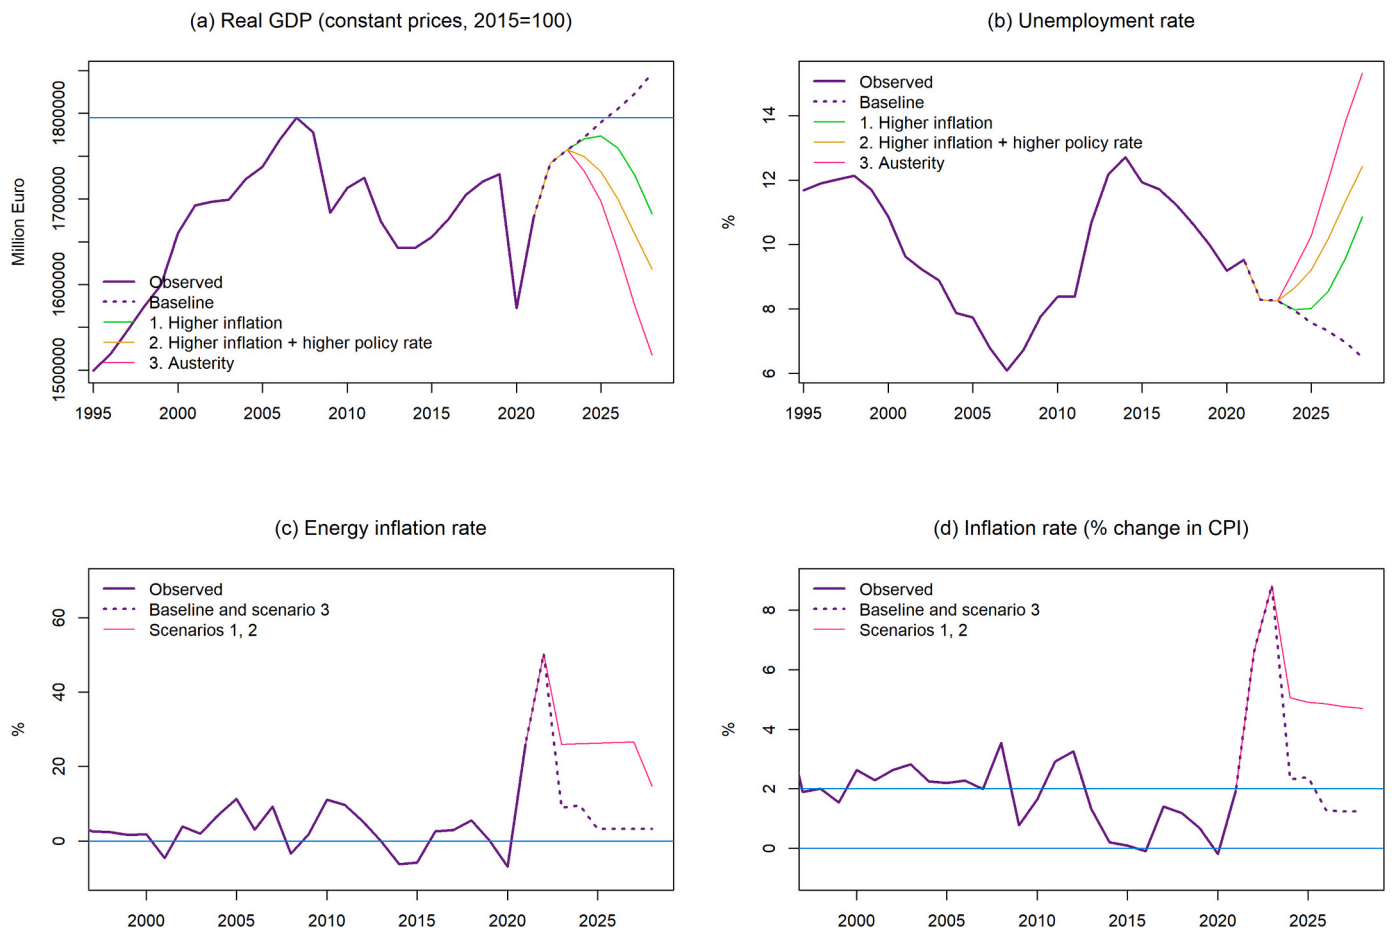 (a) Real GDP (constant prices, 2015=100)
Million Euro
1800000
1700000
1600000
1500000
Observed
Baseline
1. Higher inflation
2. Higher inflation + higher policy rate
3. Austerity
1995 2000 2005 2010 2015 2020 2025
(b) Unemployment rate
%
14
12
10
8
6
Observed
Baseline
1. Higher inflation
2. Higher inflation + higher policy rate
3. Austerity
1995 2000 2005 2010 2015 2020 2025
(c) Energy inflation rate
%
60
40
20
0
Observed
Baseline and scenario 3
Scenarios 1, 2
2000 2005 2010 2015 2020 2025
(d) Inflation rate (% change in CPI)
%
8
6
4
2
0
Observed
Baseline and scenario 3
Scenarios 1, 2
2000 2005 2010 2015 2020 2025